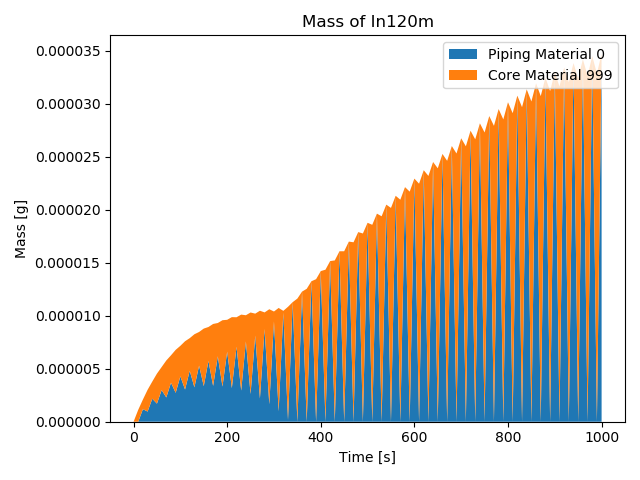 Mass of In120m
Piping Material 0
Core Material 999
Mass [g]
0.000035
0.000030
0.000025
0.000020
0.000015
0.000010
0.000005
0.000000
0
200
400
600
800
1000
Time [s]